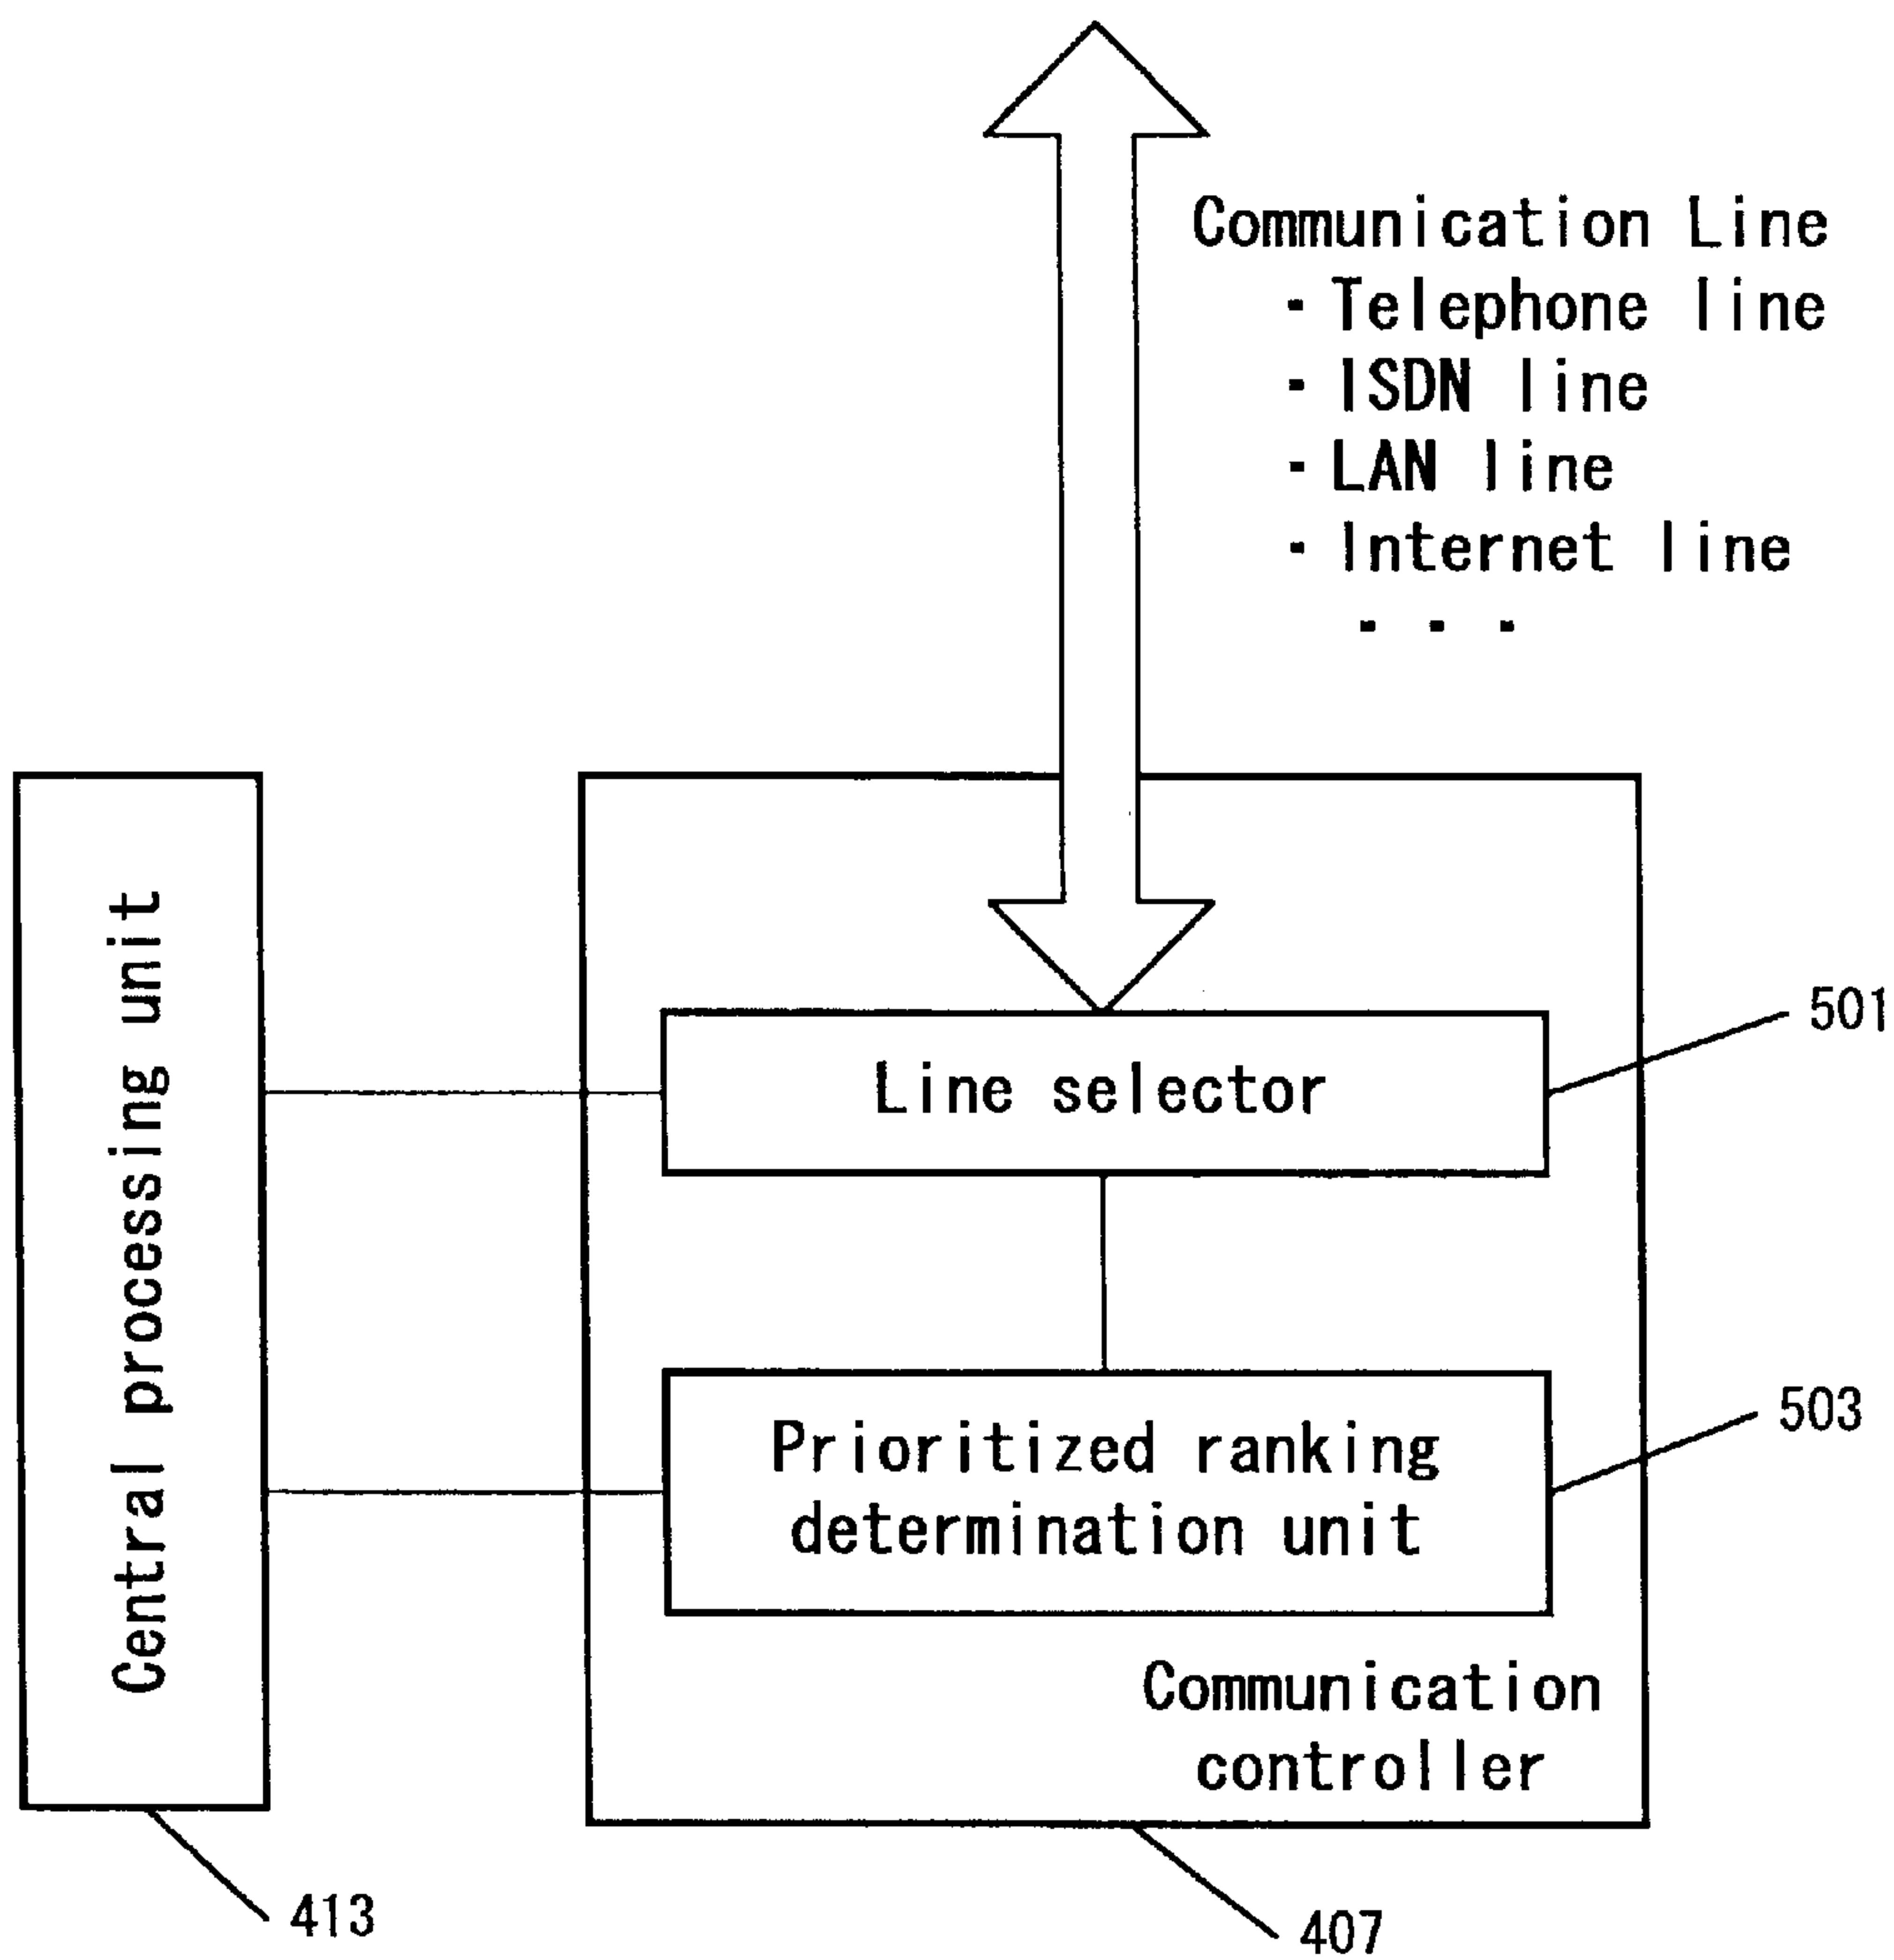 Communication Line
・Telephone line
・ISDN line
・LAN line
・Internet line
・・・
Central processing unit
Line selector
501
Prioritized ranking
determination unit
503
Communication
controller
413
407